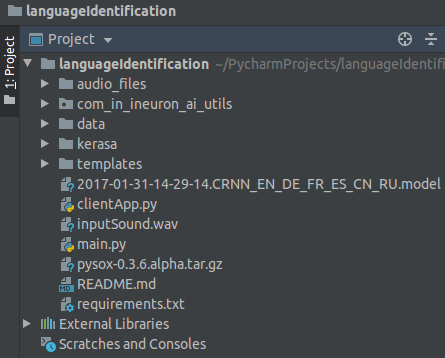 languageIdentification
1: Project
Project
languageIdentification ~/PycharmProjects/languageIdentifi
audio_files
com_in_ineuron_ai_utils
data
kerasa
templates
2017-01-31-14-29-14.CRNN_EN_DE_FR_ES_CN_RU.model
clientApp.py
inputSound.wav
main.py
pysox-0.3.6.alpha.tar.gz
MD README.md
requirements.txt
External Libraries
Scratches and Consoles